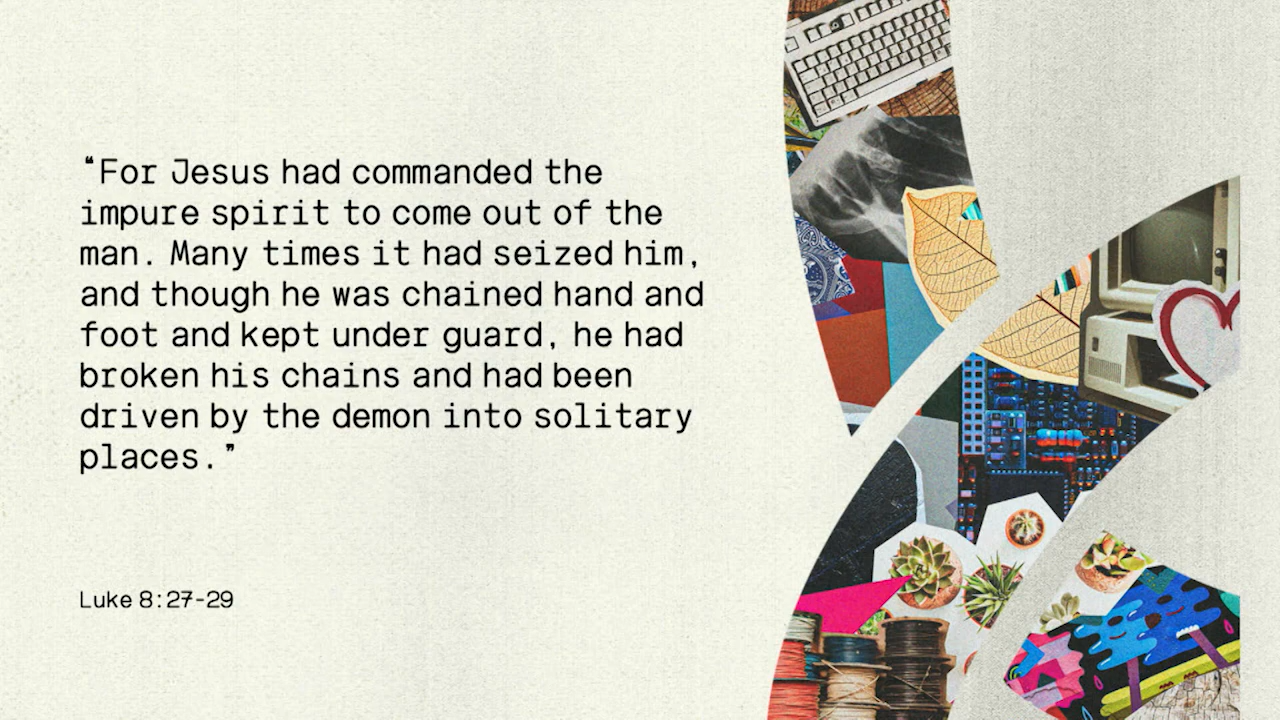 “For Jesus had commanded the
impure spirit to come out of the
man. Many times it had seized him,
and though he was chained hand and
foot and kept under guard, he had
broken his chains and had been
driven by the demon into solitary
places.”
Luke 8:27-29